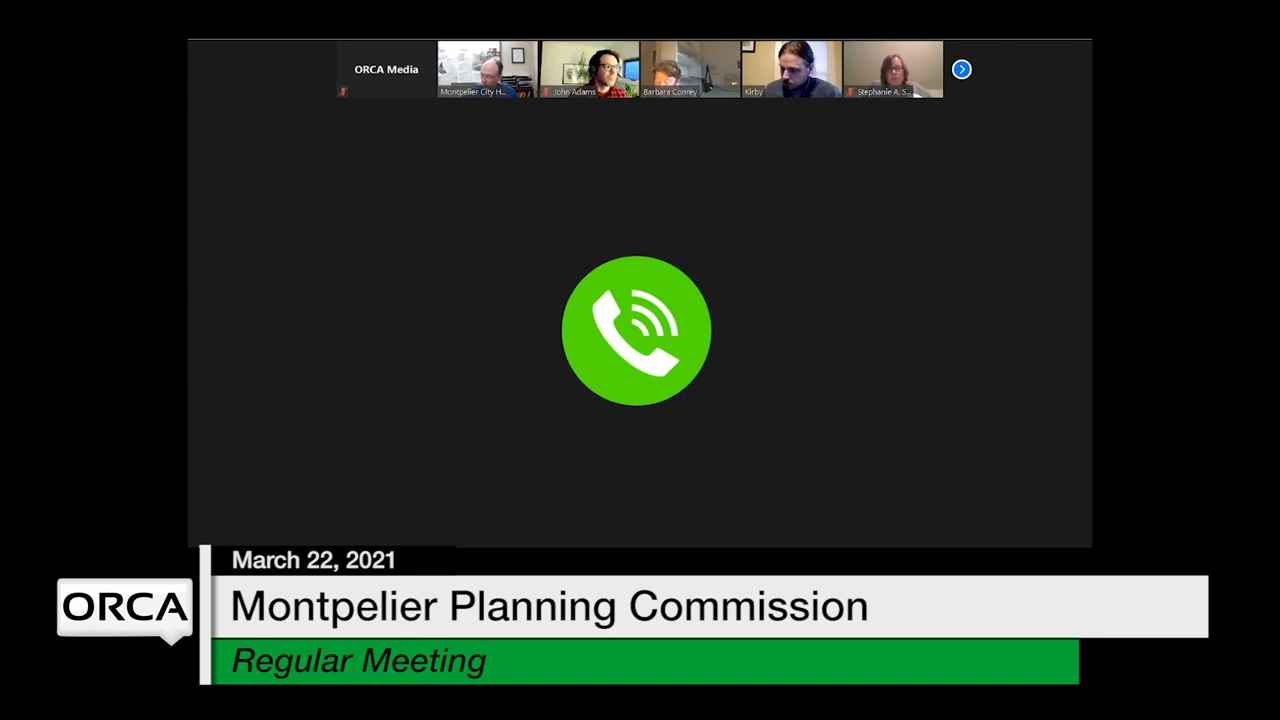 ORCA Media
Montpelier City H...
John Adams
Barbara Conrey
Kirby
Stephanie A. S...
March 22, 2021
ORCA
Montpelier Planning Commission
Regular Meeting